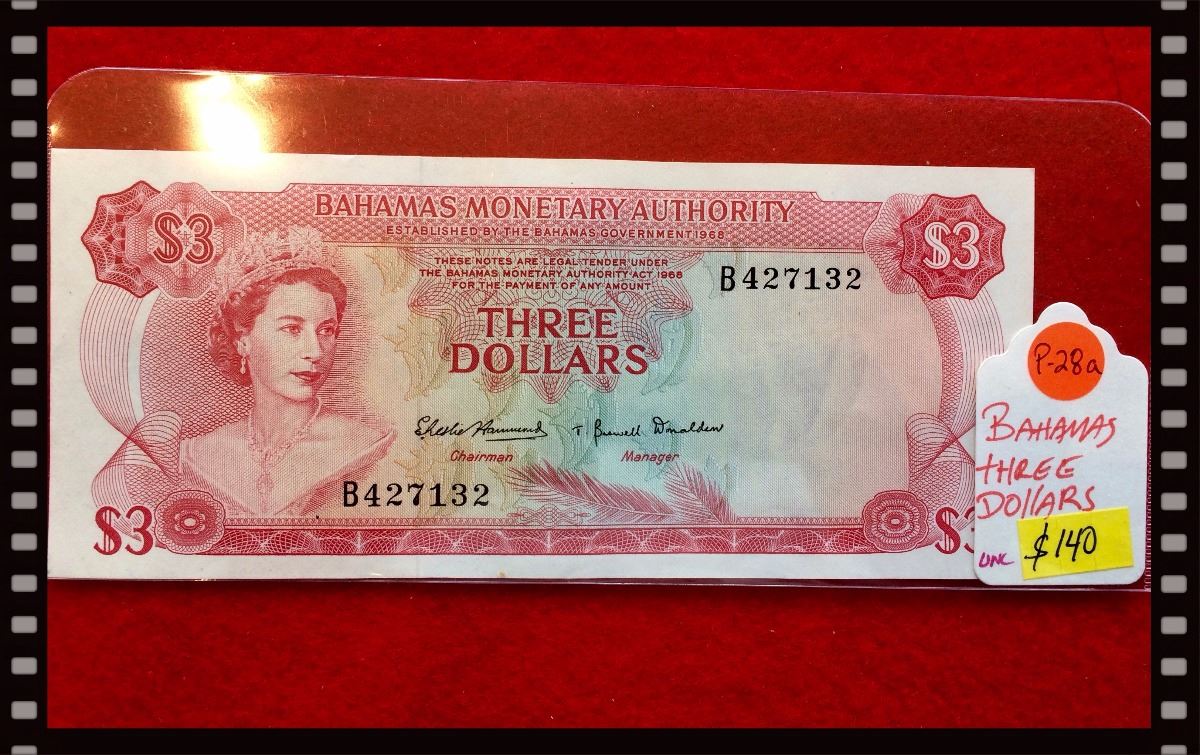 BAHAMAS MONETARY AUTHORITY
ESTABLISHED BY THE BAHAMAS GOVERNMENT 1968
$3
$3
THESE NOTES ARE LEGAL TENDER UNDER
THE BAHAMAS MONETARY AUTHORITY ACT 1968
FOR THE PAYMENT OF ANY AMOUNT
B427132
THREE
DOLLARS
Chairman
Manager
B427132
$3
$3
P-28a
BAHAMAS
THREE
DOLLARS
UNC
$140